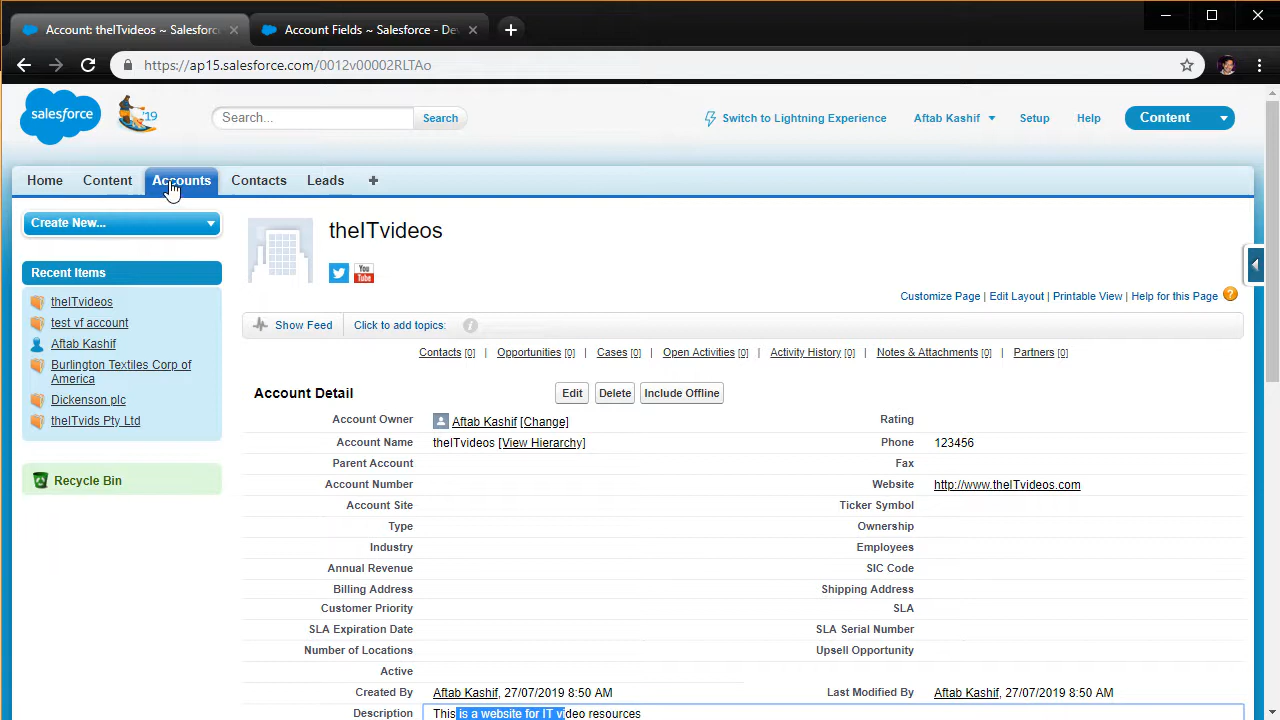 Account: theITvideos ~ Salesforc
Account Fields ~ Salesforce - De
https://ap15.salesforce.com/0012v00002RLTAo
salesforce
'19
Search...
Search
Switch to Lightning Experience
Aftab Kashif
Setup
Help
Content
Home
Content
Accounts
Contacts
Leads
+
Create New...
Recent Items
theITvideos
test vf account
Aftab Kashif
Burlington Textiles Corp of
America
Dickenson plc
theITvids Pty Ltd
Recycle Bin
theITvideos
You
Tube
Customize Page | Edit Layout | Printable View | Help for this Page ?
Show Feed
Click to add topics: i
Contacts [0] | Opportunities [0] | Cases [0] | Open Activities [0] | Activity History [0] | Notes & Attachments [0] | Partners [0]
Account Detail
Edit
Delete
Include Offline
Account Owner Aftab Kashif [Change] Rating
Account Name theITvideos [View Hierarchy] Phone 123456
Parent Account Fax
Account Number Website http://www.theITvideos.com
Account Site Ticker Symbol
Type Ownership
Industry Employees
Annual Revenue SIC Code
Billing Address Shipping Address
Customer Priority SLA
SLA Expiration Date SLA Serial Number
Number of Locations Upsell Opportunity
Active
Created By Aftab Kashif, 27/07/2019 8:50 AM Last Modified By Aftab Kashif, 27/07/2019 8:50 AM
Description This is a website for IT video resources